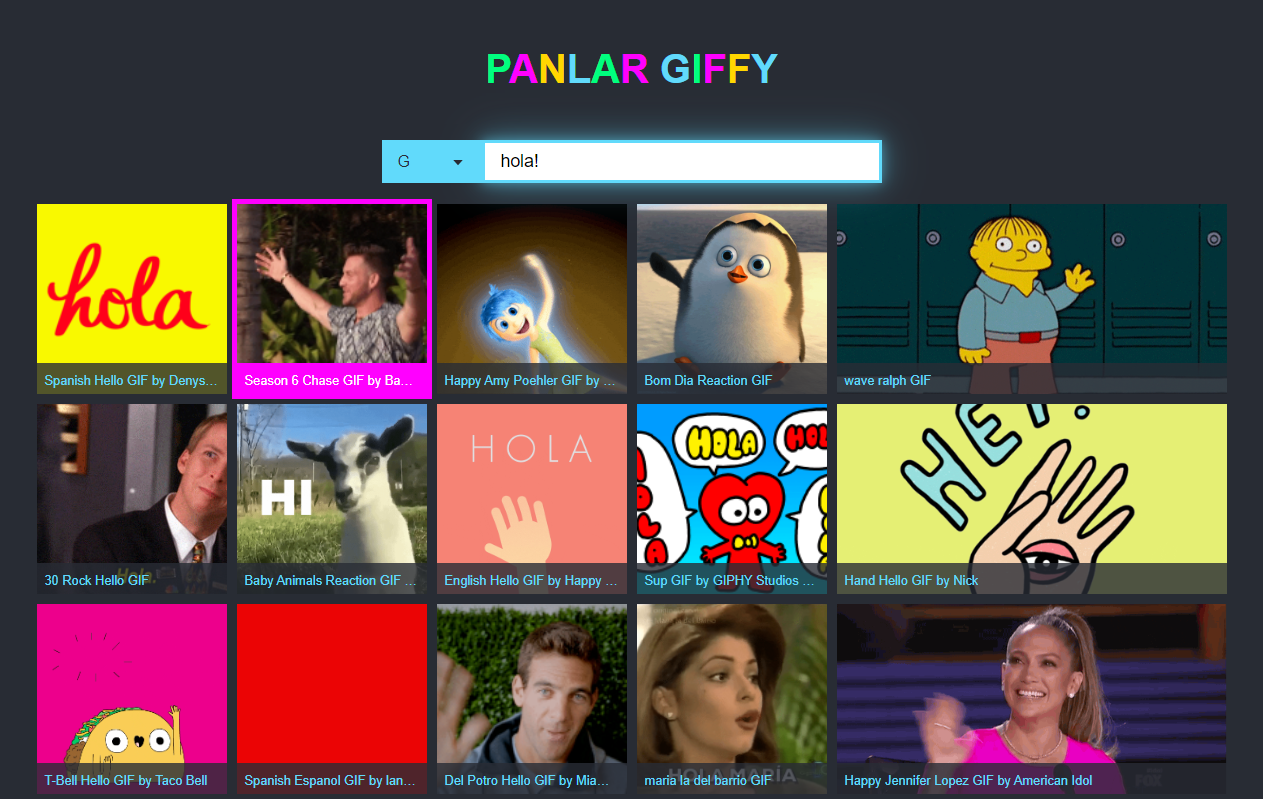 PANLAR GIFFY
G
hola!
hola
Spanish Hello GIF by Denys…
Season 6 Chase GIF by Ba…
Happy Amy Poehler GIF by …
Bom Dia Reaction GIF
wave ralph GIF
HI
HOLA
HOLA
HOL
HEY!
Hola,
30 Rock Hello GIF
Baby Animals Reaction GIF …
English Hello GIF by Happy …
Sup GIF by GIPHY Studios …
Hand Hello GIF by Nick
HOLA MARÍA
FOX
T-Bell Hello GIF by Taco Bell
Spanish Espanol GIF by Ian…
Del Potro Hello GIF by Mia…
maria la del barrio GIF
Happy Jennifer Lopez GIF by American Idol